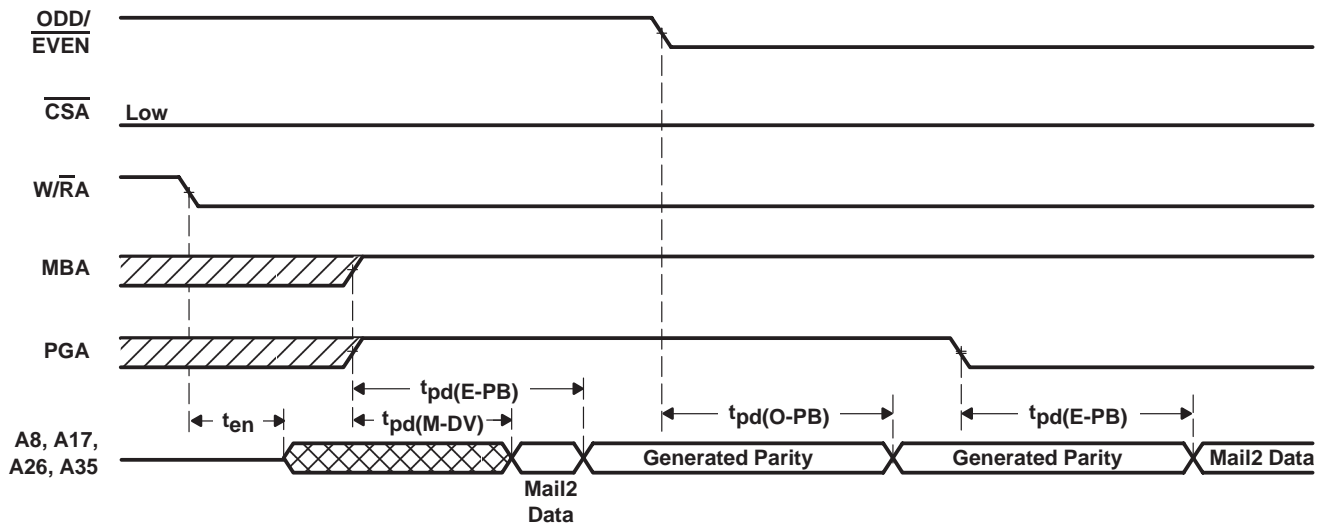 ODD/
EVEN
CSA Low
W/RA
MBA
PGA
tpd(E-PB)
ten tpd(M-DV) tpd(O-PB) tpd(E-PB)
A8, A17,
A26, A35
Generated Parity Generated Parity Mail2 Data
Mail2
Data